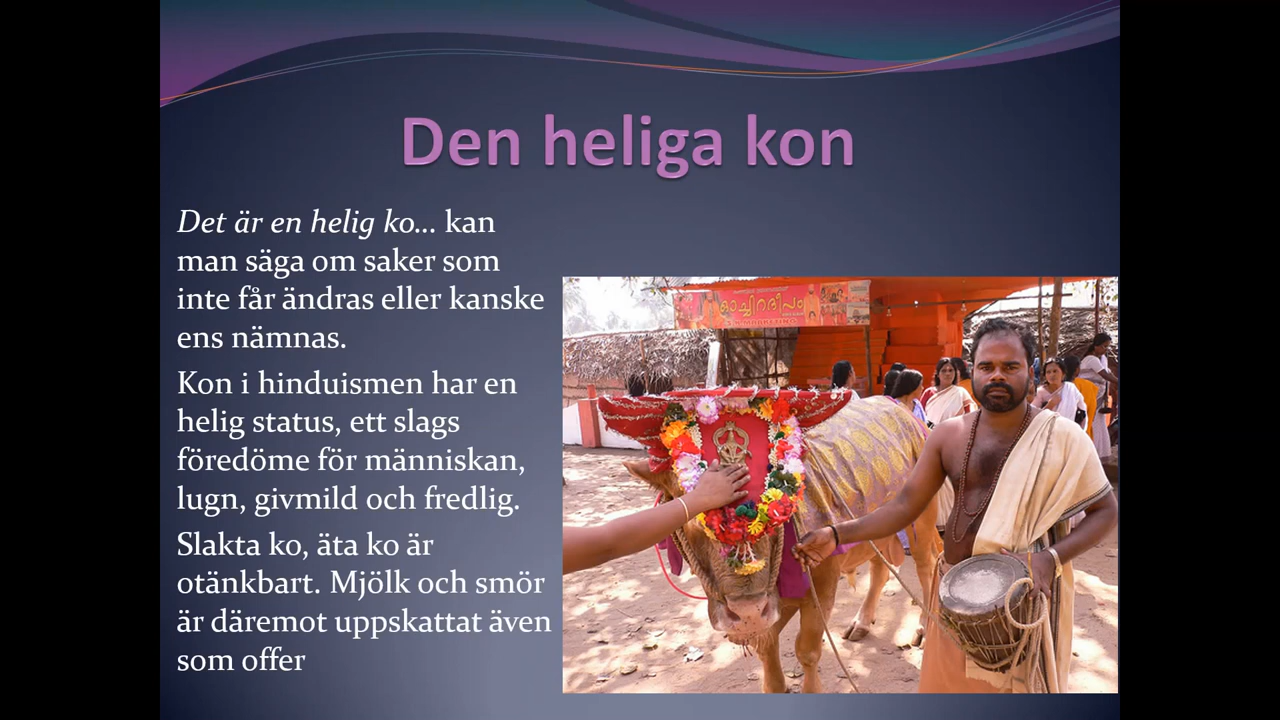 Den heliga kon
Det är en helig ko... kan
man säga om saker som
inte får ändras eller kanske
ens nämnas.
Kon i hinduismen har en
helig status, ett slags
föredöme för människan,
lugn, givmild och fredlig.
Slakta ko, äta ko är
otänkbart. Mjölk och smör
är däremot uppskattat även
som offer
ഓച്ചിറദീപം